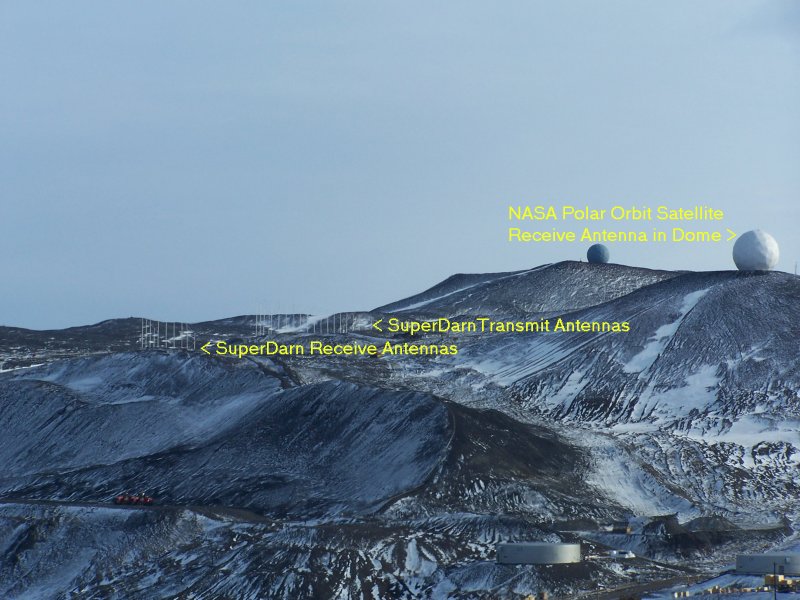 NASA Polar Orbit Satellite
Receive Antenna in Dome >
< SuperDarnTransmit Antennas
< SuperDarn Receive Antennas